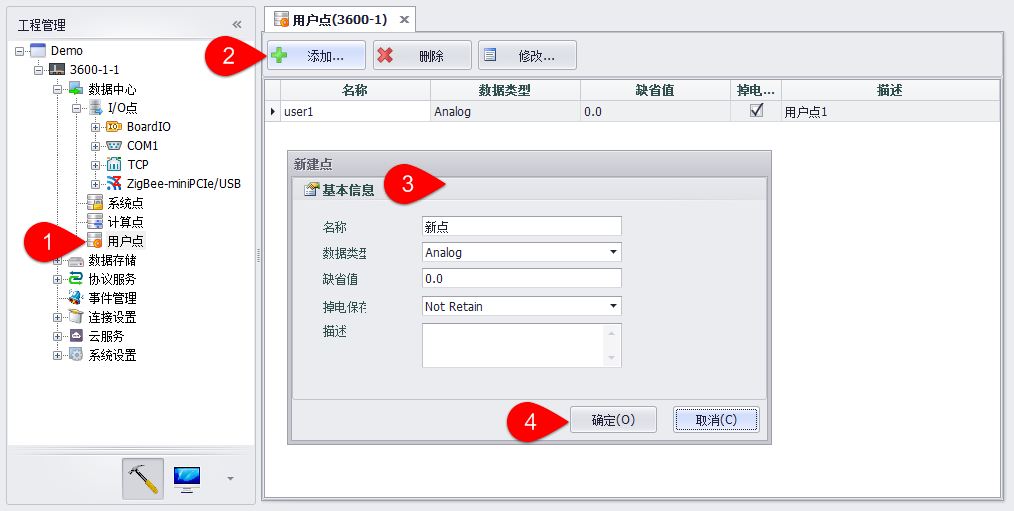 工程管理
Demo
3600-1-1
数据中心
I/O点
BoardIO
COM1
TCP
ZigBee-miniPCIe/USB
系统点
计算点
1
用户点
数据存储
协议服务
事件管理
连接设置
云服务
系统设置
用户点(3600-1)
2
添加...
删除
修改...
名称 数据类型 缺省值 掉电... 描述
user1 Analog 0.0 用户点1
新建点
基本信息
3
名称 新点
数据类型 Analog
缺省值 0.0
掉电保存 Not Retain
描述
4
确定(O) 取消(C)